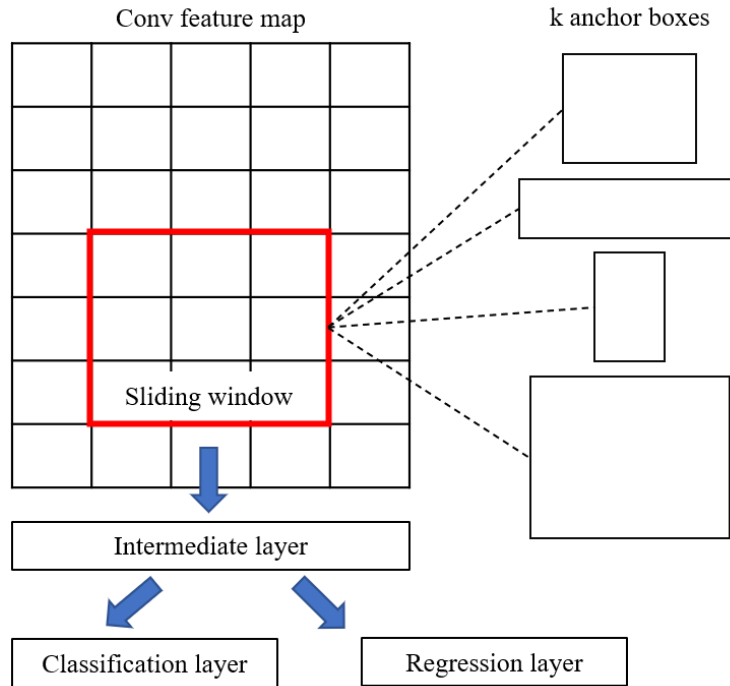 Conv feature map
k anchor boxes
Sliding window
Intermediate layer
Classification layer
Regression layer